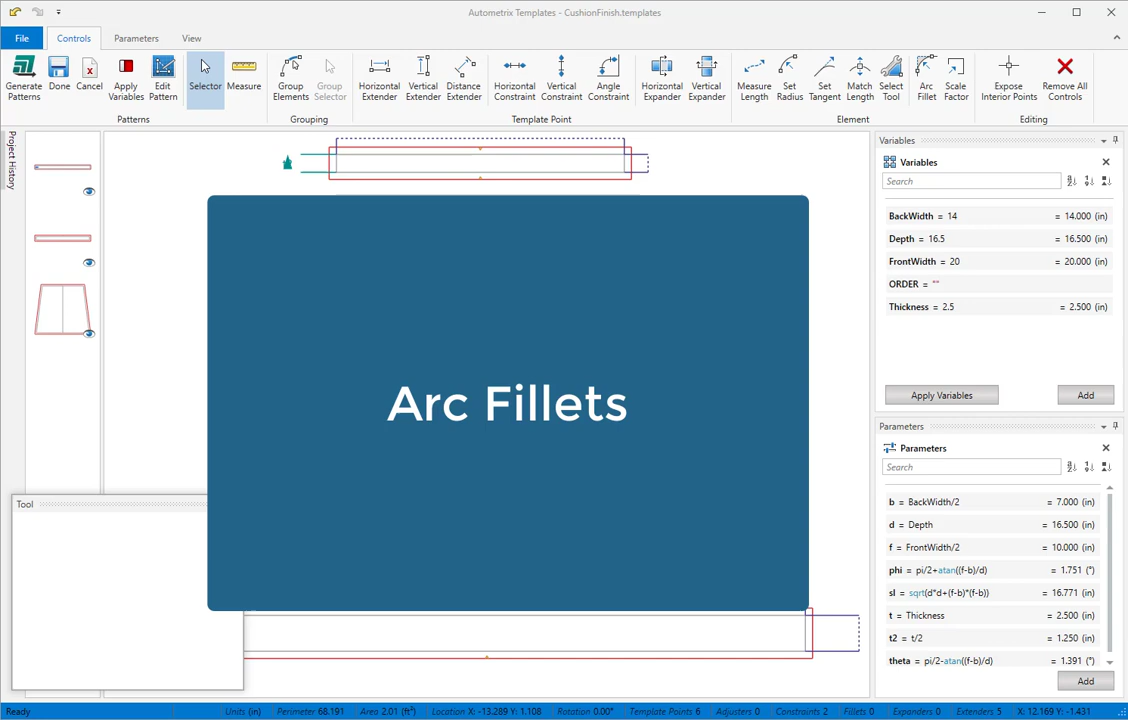 Autometrix Templates - CushionFinish.templates
File Controls Parameters View
Generate Patterns
Done
Cancel
Apply Variables
Edit Pattern
Selector
Measure
Group Elements
Group Selector
Horizontal Extender
Vertical Extender
Distance Extender
Horizontal Constraint
Vertical Constraint
Angle Constraint
Horizontal Expander
Vertical Expander
Measure Length
Set Radius
Set Tangent
Match Length
Select Tool
Arc Fillet
Scale Factor
Expose Interior Points
Remove All Controls
Patterns Grouping Template Point Element Editing
Project History
Arc Fillets
Tool
Variables
Variables
Search
BackWidth = 14 = 14.000 (in)
Depth = 16.5 = 16.500 (in)
FrontWidth = 20 = 20.000 (in)
ORDER = ""
Thickness = 2.5 = 2.500 (in)
Apply Variables Add
Parameters
Parameters
Search
b = BackWidth/2 = 7.000 (in)
d = Depth = 16.500 (in)
f = FrontWidth/2 = 10.000 (in)
phi = pi/2+atan((f-b)/d) = 1.751 (°)
sl = sqrt(d*d+(f-b)*(f-b)) = 16.771 (in)
t = Thickness = 2.500 (in)
t2 = t/2 = 1.250 (in)
theta = pi/2-atan((f-b)/d) = 1.391 (°)
Add
Ready Units (in) Perimeter 68.191 Area 2.01 (ft²) Location X: -13.289 Y: 1.108 Rotation 0.00° Template Points 6 Adjusters 0 Constraints 2 Fillets 0 Expanders 0 Extenders 5 X: 12.169 Y: -1.431